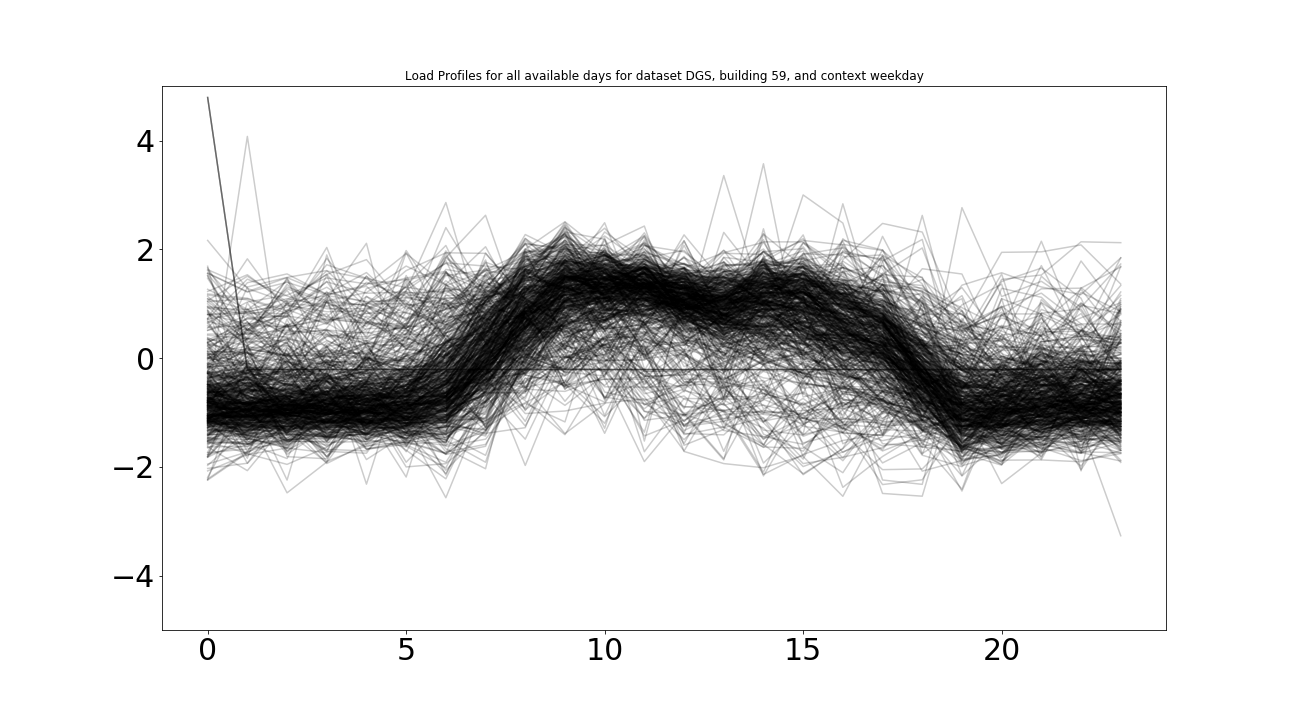 Load Profiles for all available days for dataset DGS, building 59, and context weekday
4
2
0
−2
−4
0 5 10 15 20